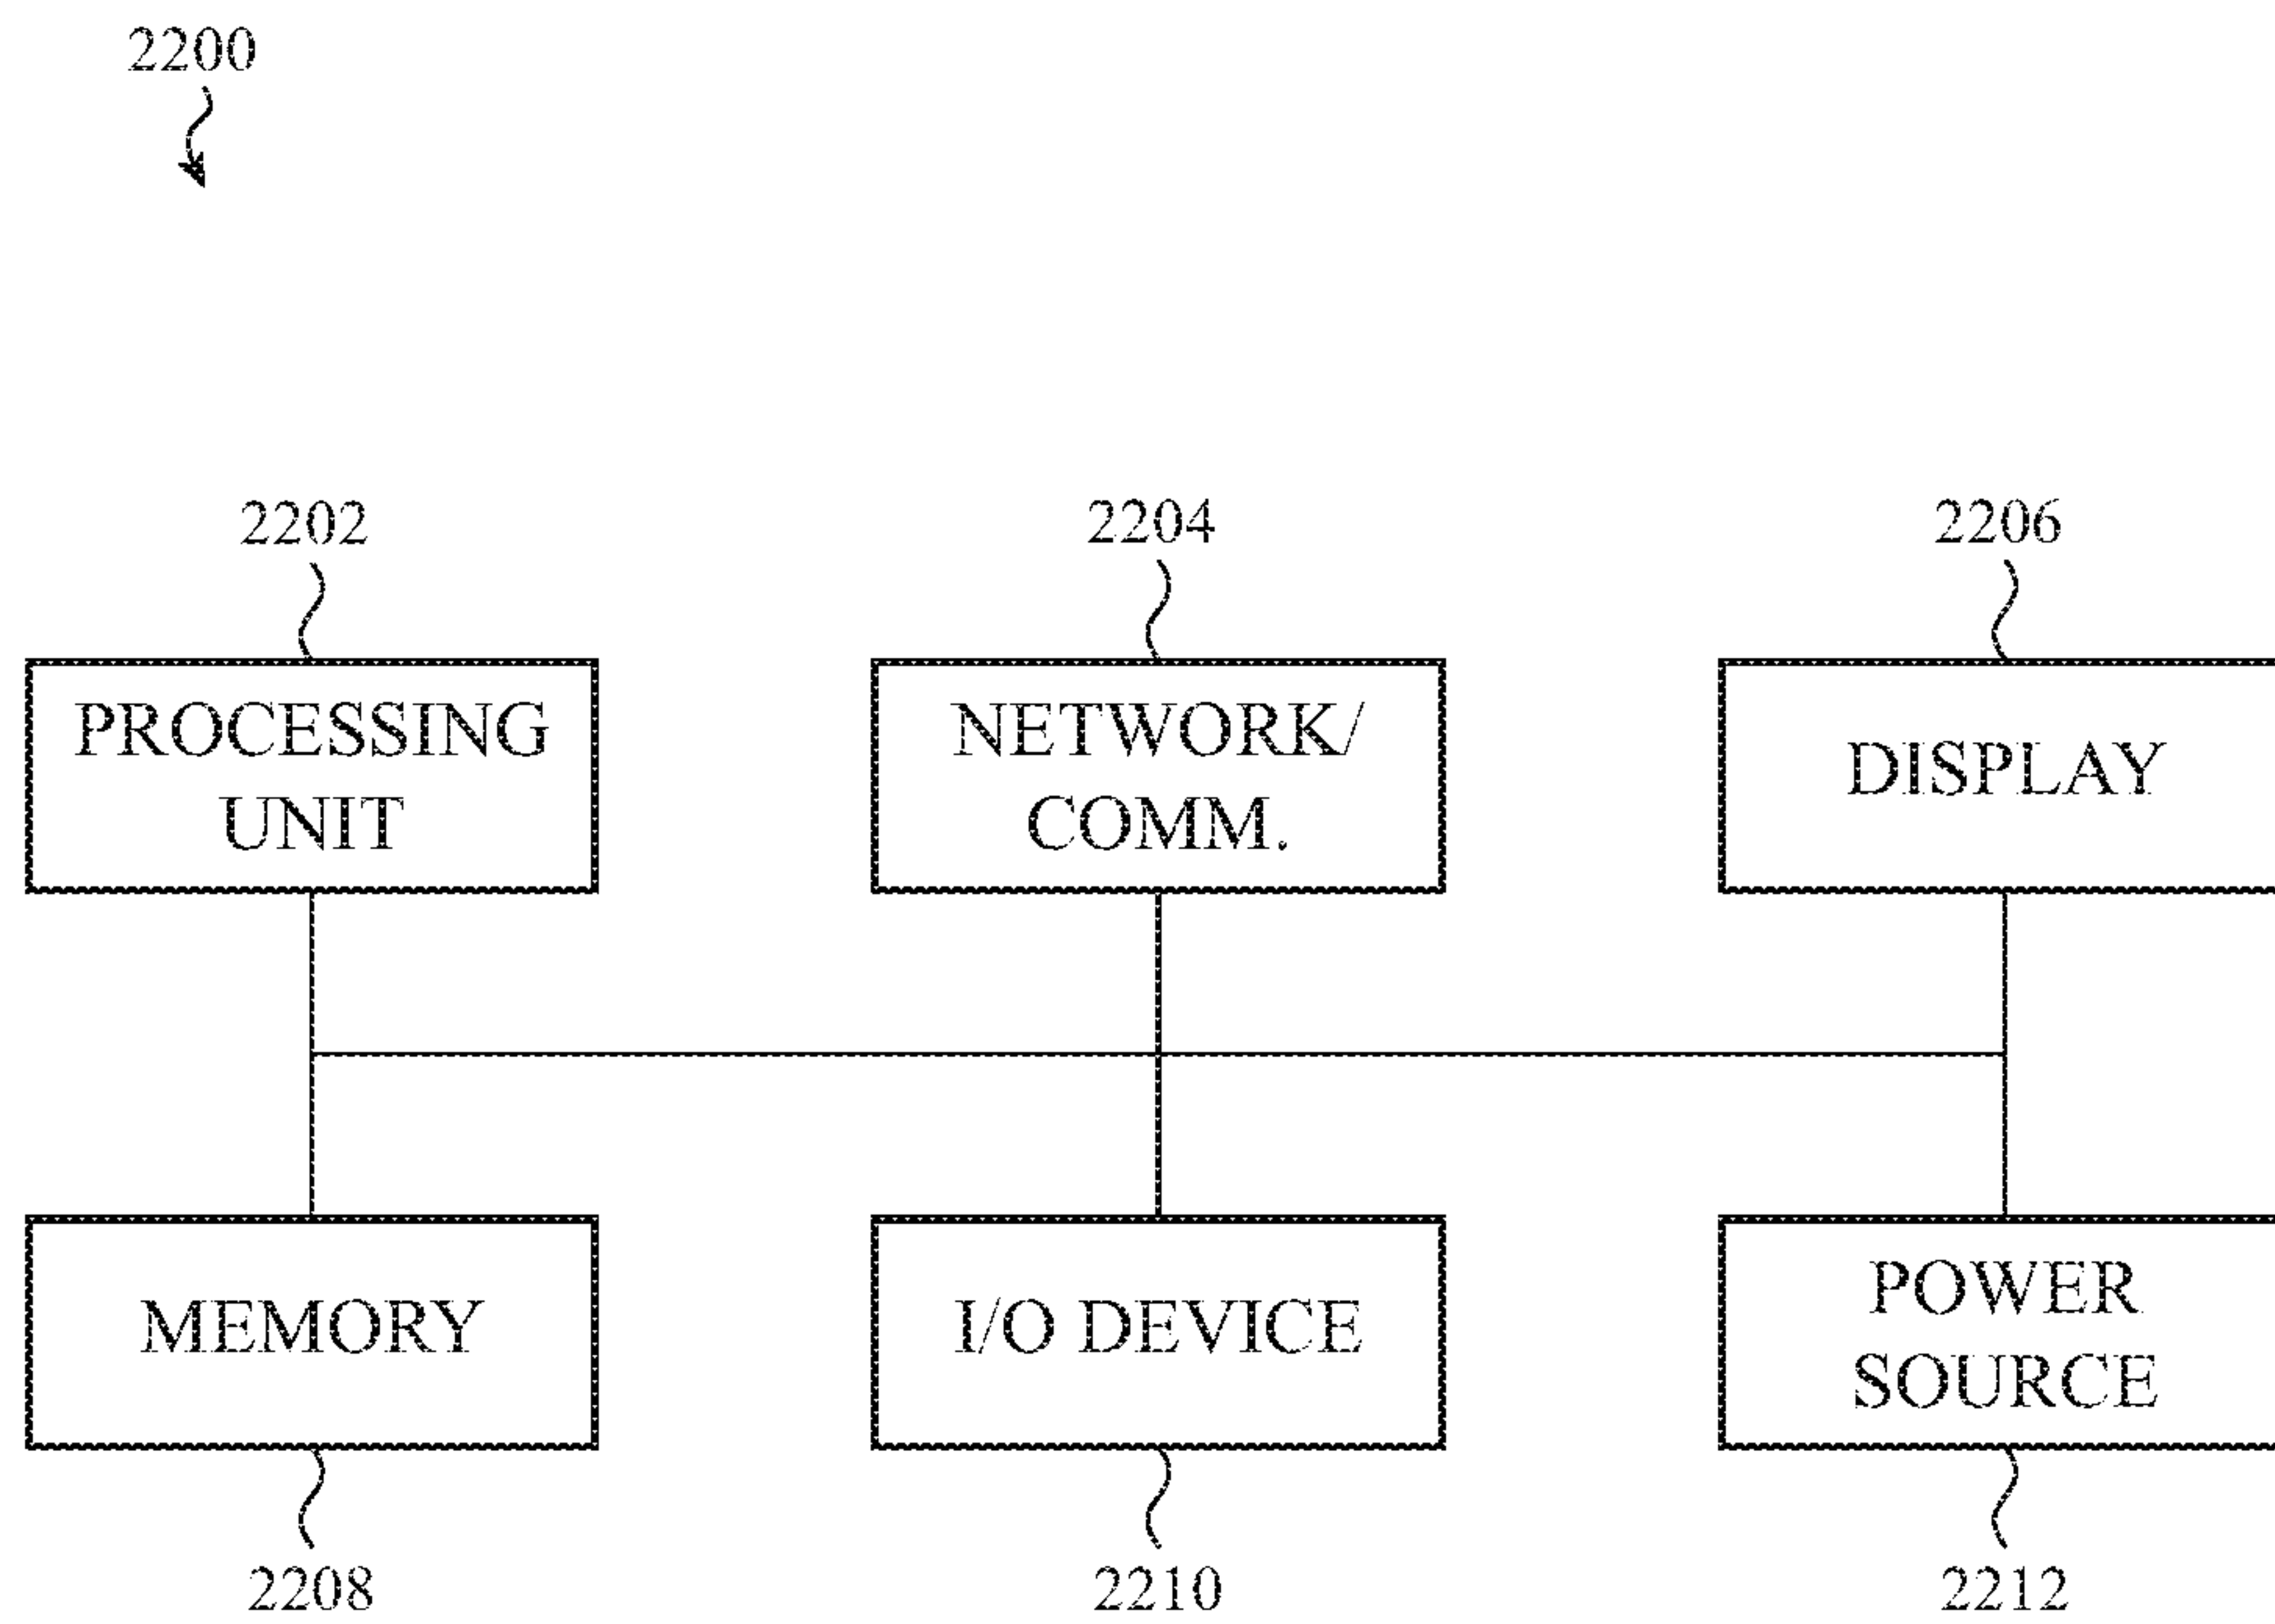 2200
2202
2204
2206
PROCESSING
UNIT
NETWORK/
COMM.
DISPLAY
MEMORY
I/O DEVICE
POWER
SOURCE
2208
2210
2212